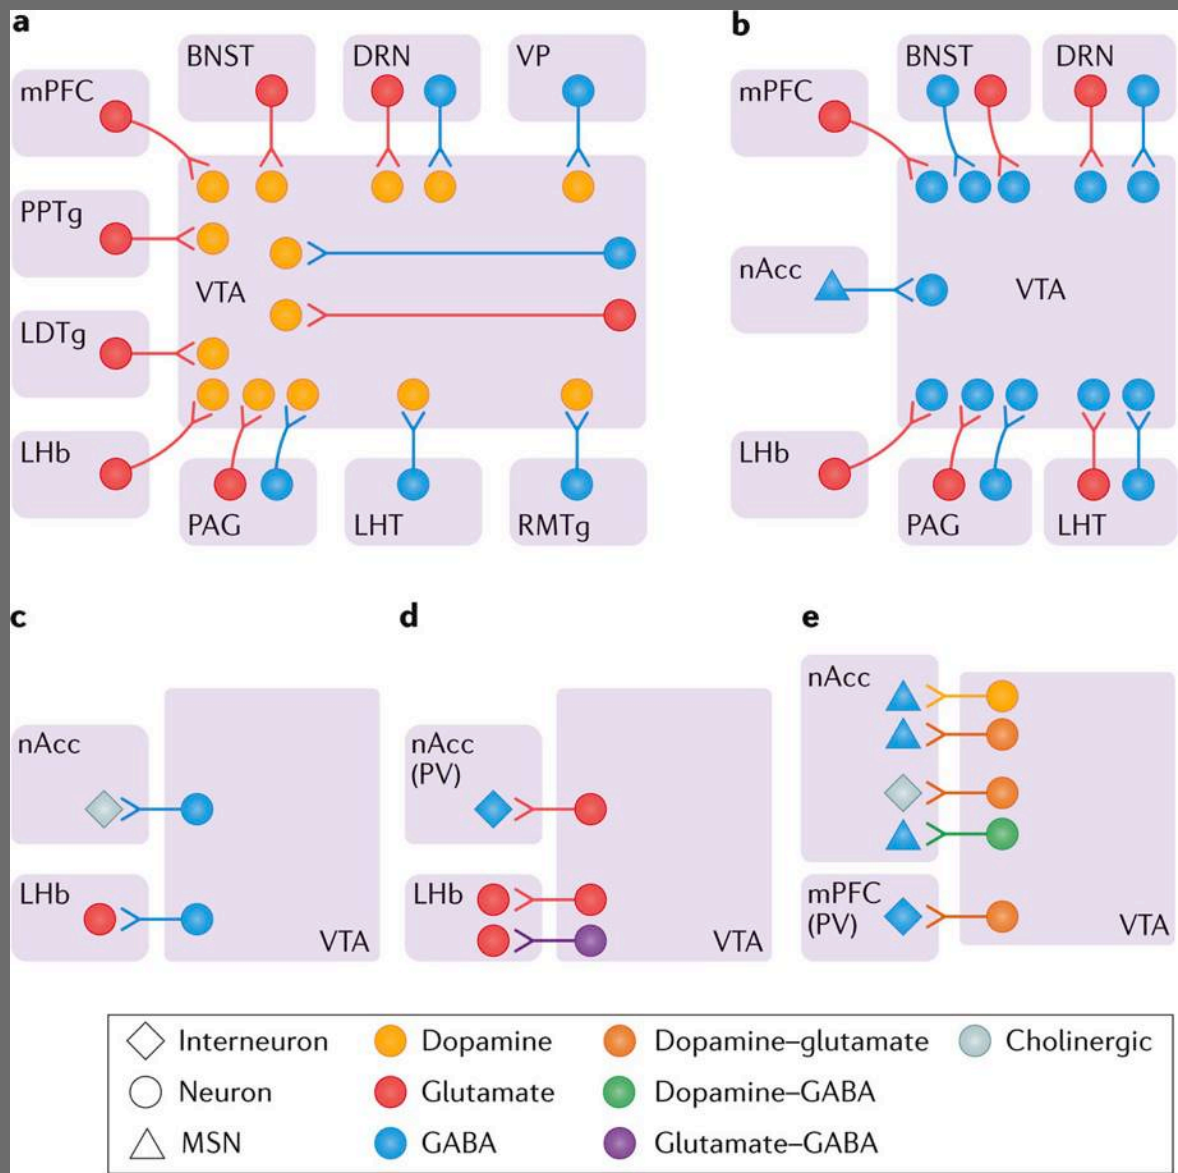 a
BNST
DRN
VP
mPFC
PPTg
VTA
LDTg
LHb
PAG
LHT
RMTg
b
BNST
DRN
mPFC
nAcc
VTA
LHb
PAG
LHT
c
nAcc
LHb
VTA
d
nAcc
(PV)
LHb
VTA
e
nAcc
mPFC
(PV)
VTA
Interneuron
Dopamine
Dopamine–glutamate
Cholinergic
Neuron
Glutamate
Dopamine–GABA
MSN
GABA
Glutamate–GABA